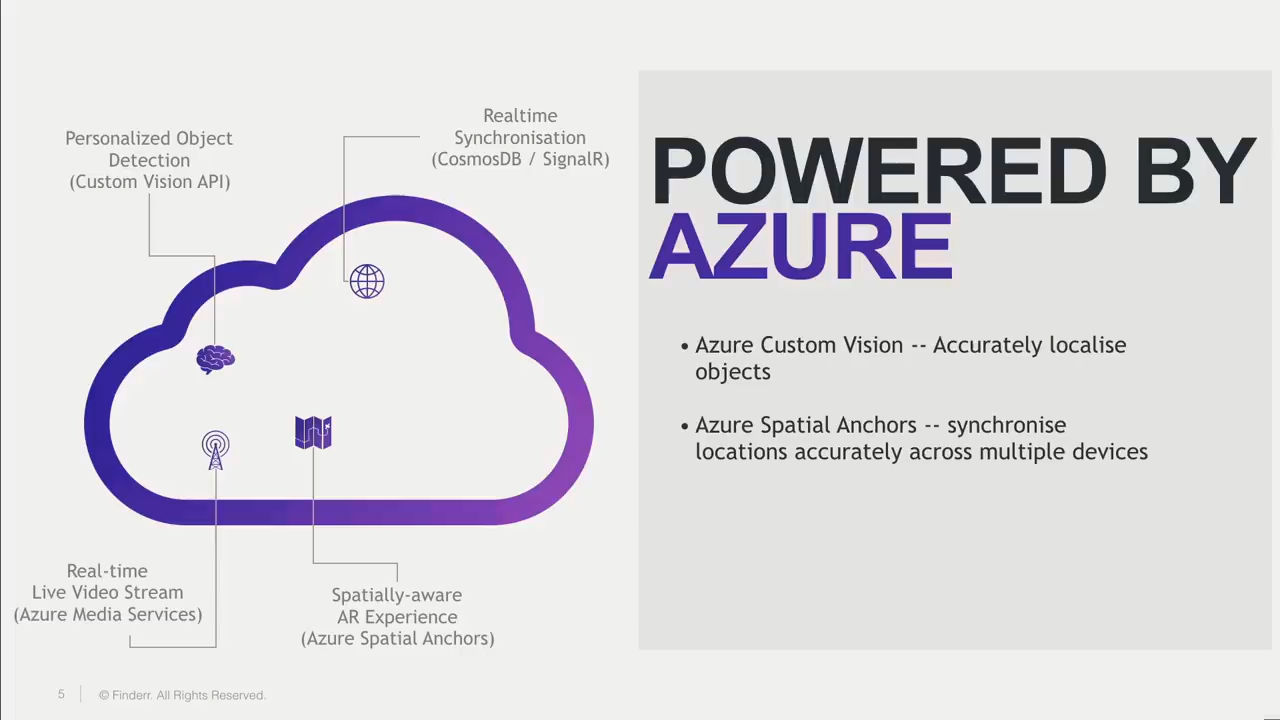 Personalized Object
Detection
(Custom Vision API)
Realtime
Synchronisation
(CosmosDB / SignalR)
Real-time
Live Video Stream
(Azure Media Services)
Spatially-aware
AR Experience
(Azure Spatial Anchors)
POWERED BY
AZURE
• Azure Custom Vision -- Accurately localise
objects
• Azure Spatial Anchors -- synchronise
locations accurately across multiple devices
5
© Finderr. All Rights Reserved.